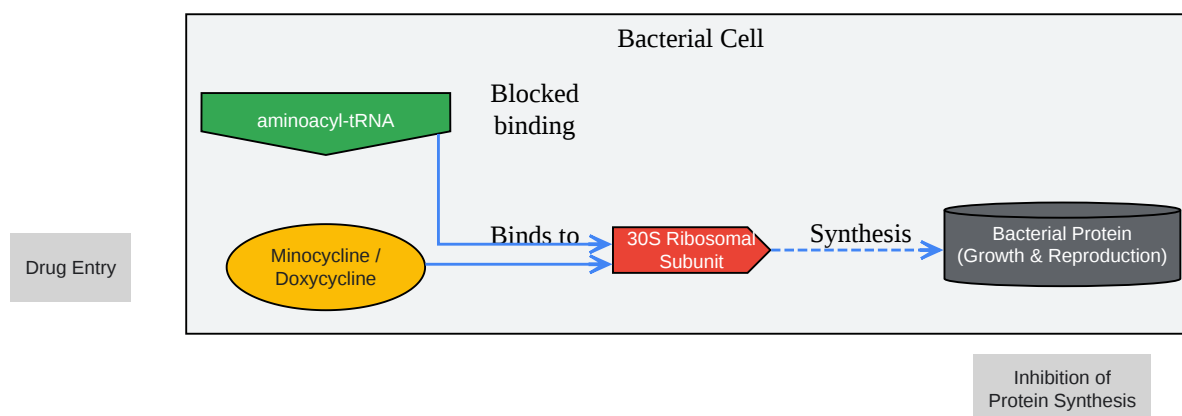 Bacterial Cell
aminoacyl-tRNA
Blocked
binding
Drug Entry
Minocycline /
Doxycycline
Binds to
30S Ribosomal
Subunit
Synthesis
Bacterial Protein
(Growth & Reproduction)
Inhibition of
Protein Synthesis